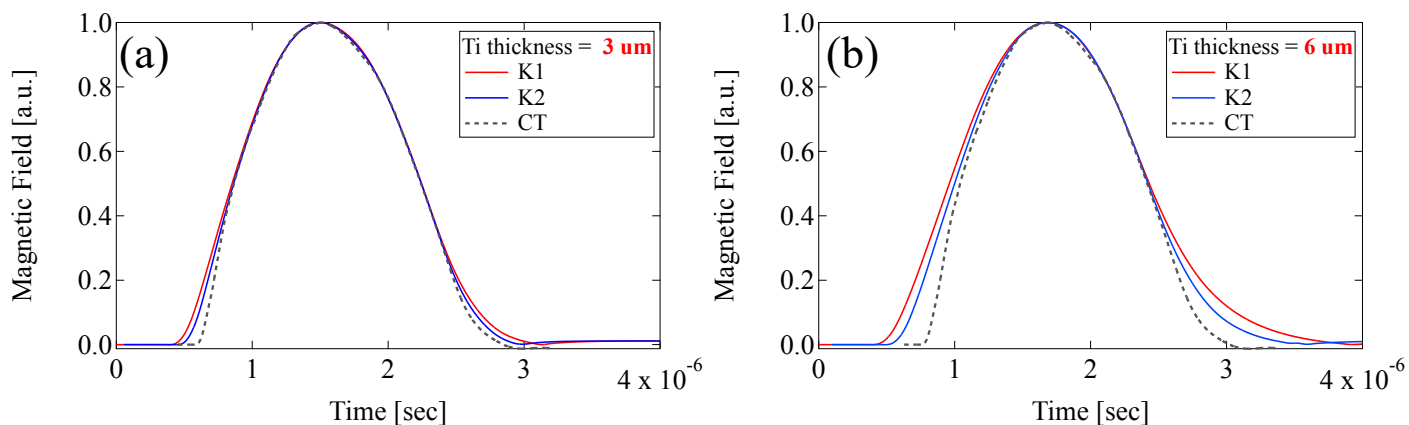 (a)
Ti thickness = 3 um
K1
K2
CT
Magnetic Field [a.u.]
1.0
0.8
0.6
0.4
0.2
0.0
0
1
2
3
4 x 10^-6
Time [sec]
(b)
Ti thickness = 6 um
K1
K2
CT
Magnetic Field [a.u.]
1.0
0.8
0.6
0.4
0.2
0.0
0
1
2
3
4 x 10^-6
Time [sec]